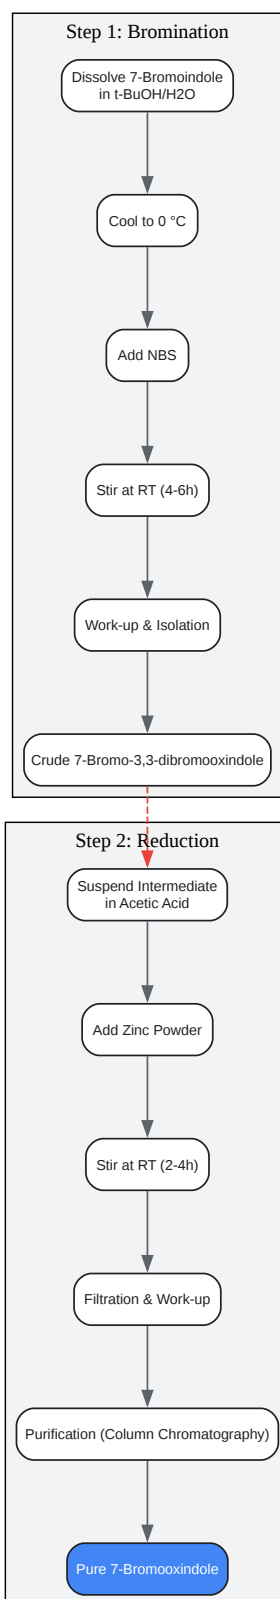 Step 1: Bromination
Dissolve 7-Bromoindole
in t-BuOH/H2O
Cool to 0 °C
Add NBS
Stir at RT (4-6h)
Work-up & Isolation
Crude 7-Bromo-3,3-dibromooxindole
Step 2: Reduction
Suspend Intermediate
in Acetic Acid
Add Zinc Powder
Stir at RT (2-4h)
Filtration & Work-up
Purification (Column Chromatography)
Pure 7-Bromooxindole